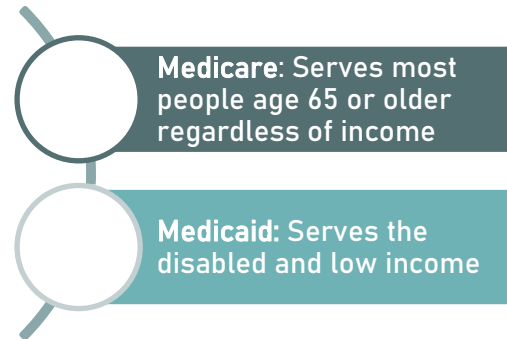 Medicare: Serves most
people age 65 or older
regardless of income
Medicaid: Serves the
disabled and low income